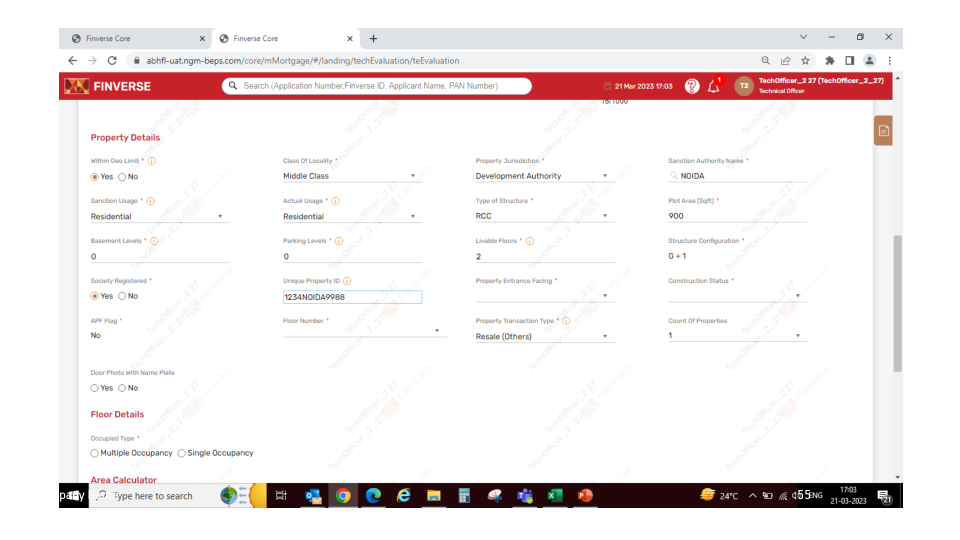 Finverse Core
Finverse Core
abhfl-uat.ngm-beps.com/core/mMortgage/#/landing/techEvaluation/teEvaluation
FINVERSE
Search (Application Number,Finverse ID, Applicant Name, PAN Number)
21 Mar 2023 17:03
1
T2
TechOfficer_2 27 (TechOfficer_2_27)
Technical Officer
16/1000
Property Details
Within Geo Limit * Class Of Locality * Property Jurisdiction * Sanction Authority Name *
Yes No Middle Class Development Authority NOIDA
Sanction Usage * Actual Usage * Type of Structure * Plot Area (Sqft) *
Residential Residential RCC 900
Basement Levels * Parking Levels * Livable Floors * Structure Configuration *
0 0 2 G + 1
Society Registered * Unique Property ID Property Entrance Facing * Construction Status *
Yes No 1234NOIDA9988
APF Flag * Floor Number * Property Transaction Type * Count Of Properties
No Resale (Others) 1
Door Photo With Name Plate
Yes No
Floor Details
Occupied Type *
Multiple Occupancy Single Occupancy
Area Calculator
Type here to search
24°C
ENG
17:03
21-03-2023
21
55